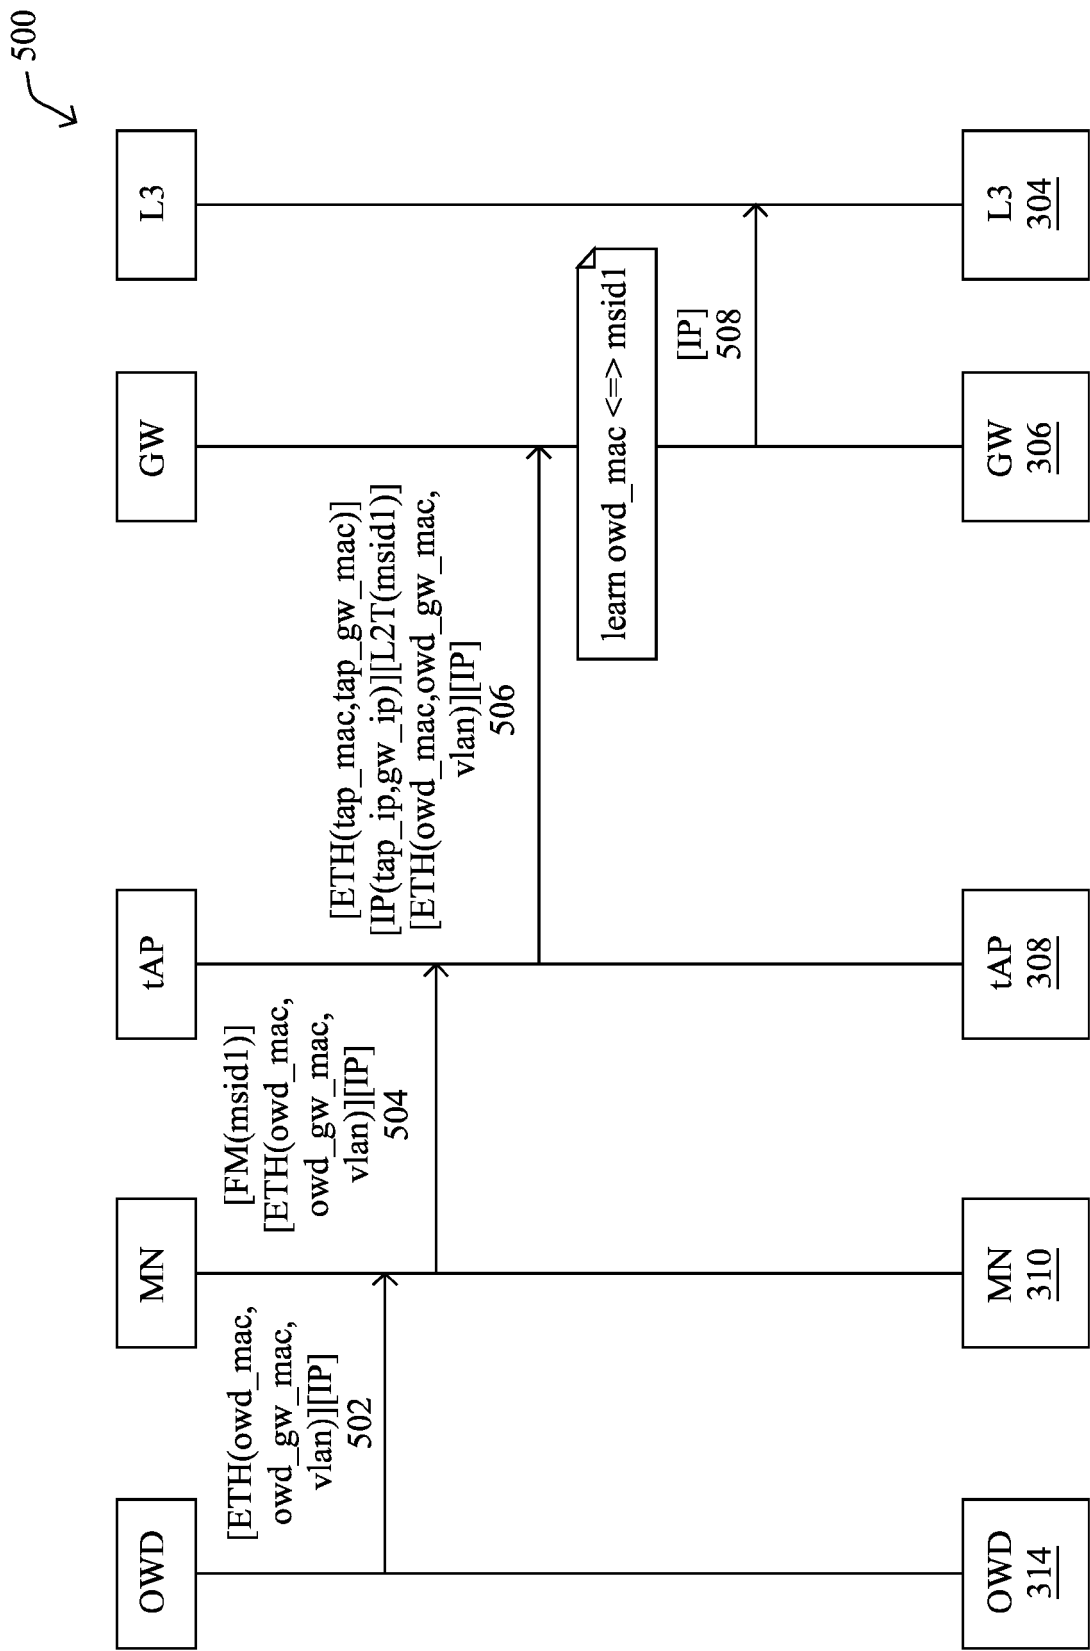 500
OWD
MN
tAP
GW
L3
[ETH(owd_mac,
owd_gw_mac,
vlan)][IP]
502
[FM(msid1)]
[ETH(owd_mac,
owd_gw_mac,
vlan)][IP]
504
[ETH(tap_mac,tap_gw_mac)]
[IP(tap_ip,gw_ip)][L2T(msid1)]
[ETH(owd_mac,owd_gw_mac,
vlan)][IP]
506
learn owd_mac <=> msid1
[IP]
508
OWD
314
MN
310
tAP
308
GW
306
L3
304